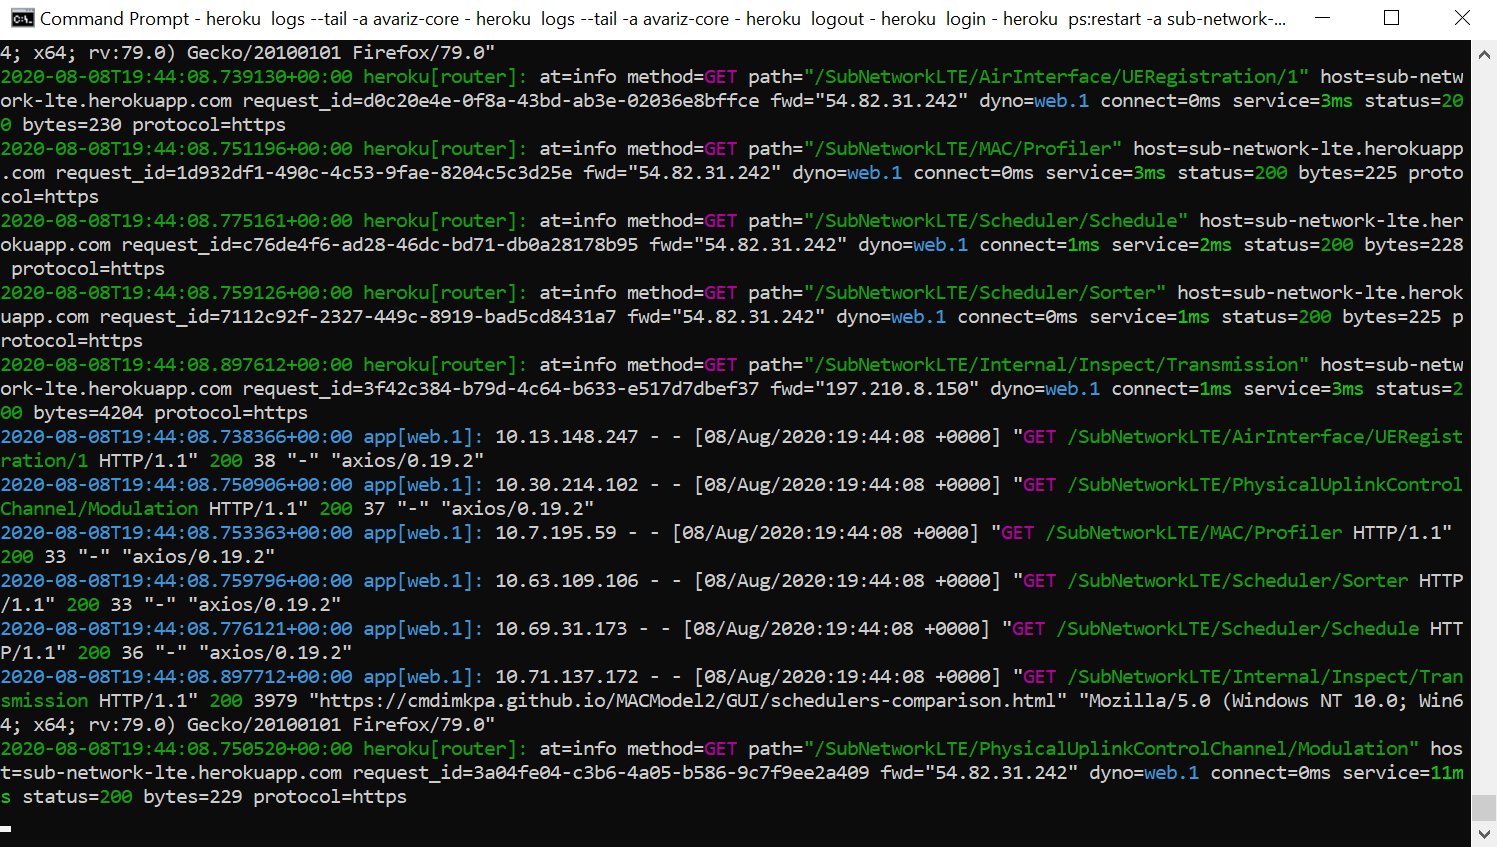 Command Prompt - heroku  logs --tail -a avariz-core - heroku  logs --tail -a avariz-core - heroku  logout - heroku  login - heroku  ps:restart -a sub-network-...
4; x64; rv:79.0) Gecko/20100101 Firefox/79.0"
2020-08-08T19:44:08.739130+00:00 heroku[router]: at=info method=GET path="/SubNetworkLTE/AirInterface/UERegistration/1" host=sub-netw
ork-lte.herokuapp.com request_id=d0c20e4e-0f8a-43bd-ab3e-02036e8bffce fwd="54.82.31.242" dyno=web.1 connect=0ms service=3ms status=20
0 bytes=230 protocol=https
2020-08-08T19:44:08.751196+00:00 heroku[router]: at=info method=GET path="/SubNetworkLTE/MAC/Profiler" host=sub-network-lte.herokuapp
.com request_id=1d932df1-490c-4c53-9fae-8204c5c3d25e fwd="54.82.31.242" dyno=web.1 connect=0ms service=3ms status=200 bytes=225 proto
col=https
2020-08-08T19:44:08.775161+00:00 heroku[router]: at=info method=GET path="/SubNetworkLTE/Scheduler/Schedule" host=sub-network-lte.her
okuapp.com request_id=c76de4f6-ad28-46dc-bd71-db0a28178b95 fwd="54.82.31.242" dyno=web.1 connect=1ms service=2ms status=200 bytes=228
 protocol=https
2020-08-08T19:44:08.759126+00:00 heroku[router]: at=info method=GET path="/SubNetworkLTE/Scheduler/Sorter" host=sub-network-lte.herok
uapp.com request_id=7112c92f-2327-449c-8919-bad5cd8431a7 fwd="54.82.31.242" dyno=web.1 connect=0ms service=1ms status=200 bytes=225 p
rotocol=https
2020-08-08T19:44:08.897612+00:00 heroku[router]: at=info method=GET path="/SubNetworkLTE/Internal/Inspect/Transmission" host=sub-netw
ork-lte.herokuapp.com request_id=3f42c384-b79d-4c64-b633-e517d7dbef37 fwd="197.210.8.150" dyno=web.1 connect=1ms service=3ms status=2
00 bytes=4204 protocol=https
2020-08-08T19:44:08.738366+00:00 app[web.1]: 10.13.148.247 - - [08/Aug/2020:19:44:08 +0000] "GET /SubNetworkLTE/AirInterface/UERegist
ration/1 HTTP/1.1" 200 38 "-" "axios/0.19.2"
2020-08-08T19:44:08.750906+00:00 app[web.1]: 10.30.214.102 - - [08/Aug/2020:19:44:08 +0000] "GET /SubNetworkLTE/PhysicalUplinkControl
Channel/Modulation HTTP/1.1" 200 37 "-" "axios/0.19.2"
2020-08-08T19:44:08.753363+00:00 app[web.1]: 10.7.195.59 - - [08/Aug/2020:19:44:08 +0000] "GET /SubNetworkLTE/MAC/Profiler HTTP/1.1"
200 33 "-" "axios/0.19.2"
2020-08-08T19:44:08.759796+00:00 app[web.1]: 10.63.109.106 - - [08/Aug/2020:19:44:08 +0000] "GET /SubNetworkLTE/Scheduler/Sorter HTTP
/1.1" 200 33 "-" "axios/0.19.2"
2020-08-08T19:44:08.776121+00:00 app[web.1]: 10.69.31.173 - - [08/Aug/2020:19:44:08 +0000] "GET /SubNetworkLTE/Scheduler/Schedule HTT
P/1.1" 200 36 "-" "axios/0.19.2"
2020-08-08T19:44:08.897712+00:00 app[web.1]: 10.71.137.172 - - [08/Aug/2020:19:44:08 +0000] "GET /SubNetworkLTE/Internal/Inspect/Tran
smission HTTP/1.1" 200 3979 "https://cmdimkpa.github.io/MACModel2/GUI/schedulers-comparison.html" "Mozilla/5.0 (Windows NT 10.0; Win6
4; x64; rv:79.0) Gecko/20100101 Firefox/79.0"
2020-08-08T19:44:08.750520+00:00 heroku[router]: at=info method=GET path="/SubNetworkLTE/PhysicalUplinkControlChannel/Modulation" hos
t=sub-network-lte.herokuapp.com request_id=3a04fe04-c3b6-4a05-b586-9c7f9ee2a409 fwd="54.82.31.242" dyno=web.1 connect=0ms service=11m
s status=200 bytes=229 protocol=https